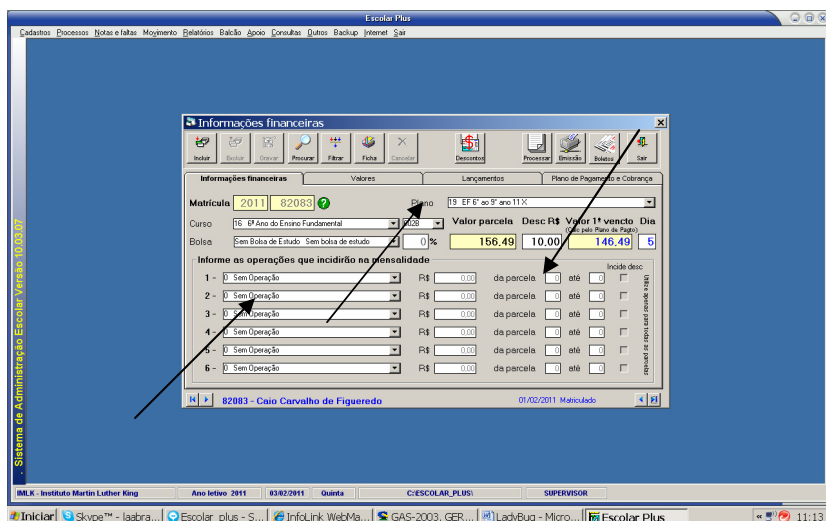 Escolar Plus
Cadastros Processos Notas e faltas Movimento Relatórios Balcão Apoio Consultas Outros Backup Internet Sair
Informações financeiras
Incluir Excluir Gravar Procurar Filtrar Ficha Cancelar Descontos Processar Emissão Boletos Sair
Informações financeiras Valores Lançamentos Plano de Pagamento e Cobrança
Matrícula 2011 82083 ? Plano 19 EF 6° ao 9° ano 11 X
Curso 16 6ª Ano do Ensino Fundamental 602B Valor parcela Desc R$ Valor 1º vencto Dia
(Calc pelo Plano de Pagto)
Bolsa Sem Bolsa de Estudo Sem bolsa de estudo 0 % 156,49 10,00 146,49 5
Informe as operações que incidirão na mensalidade
Incide desc
1 - 0 Sem Operação R$ 0,00 da parcela 0 até 0
2 - 0 Sem Operação R$ 0,00 da parcela 0 até 0
3 - 0 Sem Operação R$ 0,00 da parcela 0 até 0
4 - 0 Sem Operação R$ 0,00 da parcela 0 até 0
5 - 0 Sem Operação R$ 0,00 da parcela 0 até 0
6 - 0 Sem Operação R$ 0,00 da parcela 0 até 0
Utilize apenas para todas as parcelas
82083 - Caio Carvalho de Figueredo 01/02/2011 Matriculado
. Sistema de Administração Escolar Versão 10.03.07
IMLK - Instituto Martin Luther King Ano letivo 2011 03/02/2011 Quinta C:\ESCOLAR_PLUS\ SUPERVISOR
Iniciar Skype™ - laabra... Escolar plus - S... InfoLink WebMa... GAS-2003, GER... LadyBug - Micro... Escolar Plus 11:13